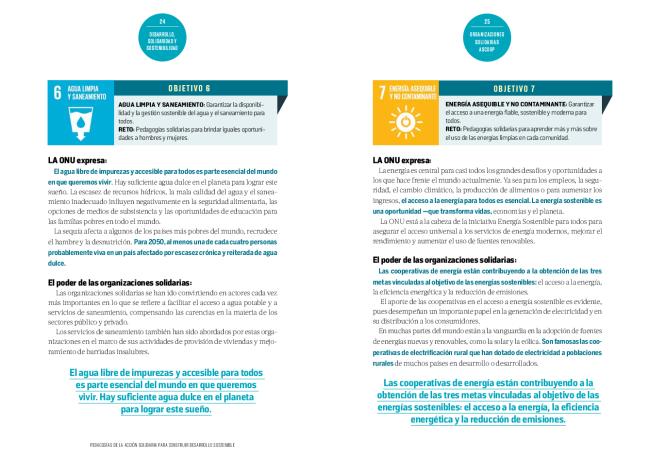 24
DESARROLLO,
SOLIDARIDAD Y
SOSTENIBILIDAD
6 AGUA LIMPIA
Y SANEAMIENTO
OBJETIVO 6
AGUA LIMPIA Y SANEAMIENTO: Garantizar la disponibi-
lidad y la gestión sostenible del agua y el saneamiento para
todos.
RETO: Pedagogías solidarias para brindar iguales oportuni-
dades a hombres y mujeres.
LA ONU expresa:
El agua libre de impurezas y accesible para todos es parte esencial del mundo
en que queremos vivir. Hay suficiente agua dulce en el planeta para lograr este
sueño. La escasez de recursos hídricos, la mala calidad del agua y el sanea-
miento inadecuado influyen negativamente en la seguridad alimentaria, las
opciones de medios de subsistencia y las oportunidades de educación para
las familias pobres en todo el mundo.
La sequía afecta a algunos de los países más pobres del mundo, recrudece
el hambre y la desnutrición. Para 2050, al menos una de cada cuatro personas
probablemente viva en un país afectado por escasez crónica y reiterada de agua
dulce.
El poder de las organizaciones solidarias:
Las organizaciones solidarias se han ido convirtiendo en actores cada vez
más importantes en lo que se refiere a facilitar el acceso a agua potable y a
servicios de saneamiento, compensando las carencias en la materia de los
sectores público y privado.
Los servicios de saneamiento también han sido abordados por estas orga-
nizaciones en el marco de sus actividades de provisión de viviendas y mejo-
ramiento de barriadas insalubres.
El agua libre de impurezas y accesible para todos
es parte esencial del mundo en que queremos
vivir. Hay suficiente agua dulce en el planeta
para lograr este sueño.
PEDAGOGÍAS DE LA ACCIÓN SOLIDARIA PARA CONSTRUIR DESARROLLO SOSTENIBLE
25
ORGANIZACIONES
SOLIDARIAS
ASCOOP
7 ENERGÍA ASEQUIBLE
Y NO CONTAMINANTE
OBJETIVO 7
ENERGÍA ASEQUIBLE Y NO CONTAMINANTE: Garantizar
el acceso a una energía fiable, sostenible y moderna para
todos.
RETO: Pedagogías solidarias para aprender más y más sobre
el uso de las energías limpias en cada comunidad.
LA ONU expresa:
La energía es central para casi todos los grandes desafíos y oportunidades a
los que hace frente el mundo actualmente. Ya sea para los empleos, la segu-
ridad, el cambio climático, la producción de alimentos o para aumentar los
ingresos, el acceso a la energía para todos es esencial. La energía sostenible es
una oportunidad —que transforma vidas, economías y el planeta.
La ONU está a la cabeza de la iniciativa Energía Sostenible para todos para
asegurar el acceso universal a los servicios de energía modernos, mejorar el
rendimiento y aumentar el uso de fuentes renovables.
El poder de las organizaciones solidarias:
Las cooperativas de energía están contribuyendo a la obtención de las tres
metas vinculadas al objetivo de las energías sostenibles: el acceso a la energía,
la eficiencia energética y la reducción de emisiones.
El aporte de las cooperativas en el acceso a energía sostenible es evidente,
pues desempeñan un importante papel en la generación de electricidad y en
su distribución a los consumidores.
En muchas partes del mundo están a la vanguardia en la adopción de fuentes
de energías nuevas y renovables, como la solar y la eólica. Son famosas las coo-
perativas de electrificación rural que han dotado de electricidad a poblaciones
rurales de muchos países en desarrollo o desarrollados.
Las cooperativas de energía están contribuyendo a la
obtención de las tres metas vinculadas al objetivo de las
energías sostenibles: el acceso a la energía, la eficiencia
energética y la reducción de emisiones.